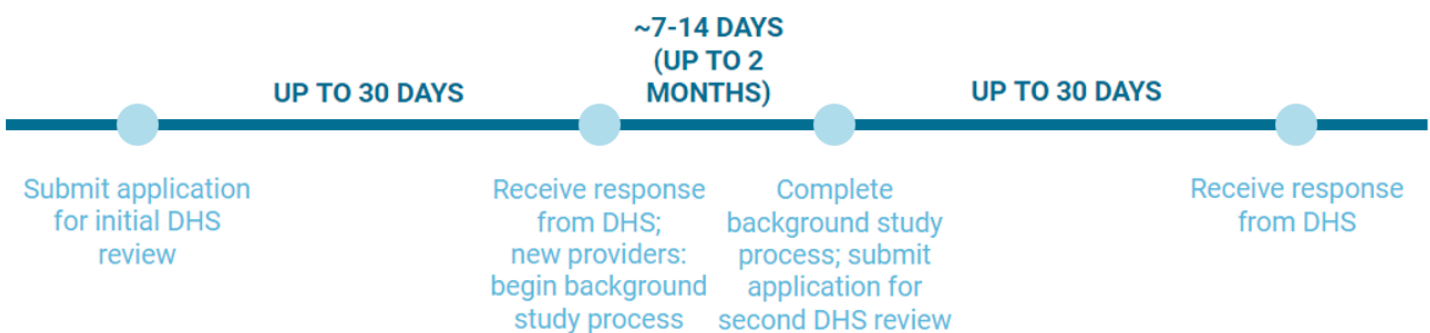 ~7-14 DAYS
(UP TO 2
MONTHS)
UP TO 30 DAYS
UP TO 30 DAYS
Submit application
for initial DHS
review
Receive response
from DHS;
new providers:
begin background
study process
Complete
background study
process; submit
application for
second DHS review
Receive response
from DHS